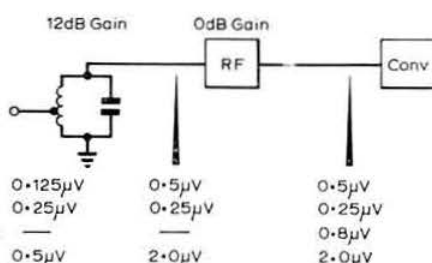 12dB Gain
0dB Gain
RF
Conv
0·125µV
0·25µV
—
0·5µV
0·5µV
0·25µV
—
2·0µV
0·5µV
0·25µV
0·8µV
2·0µV